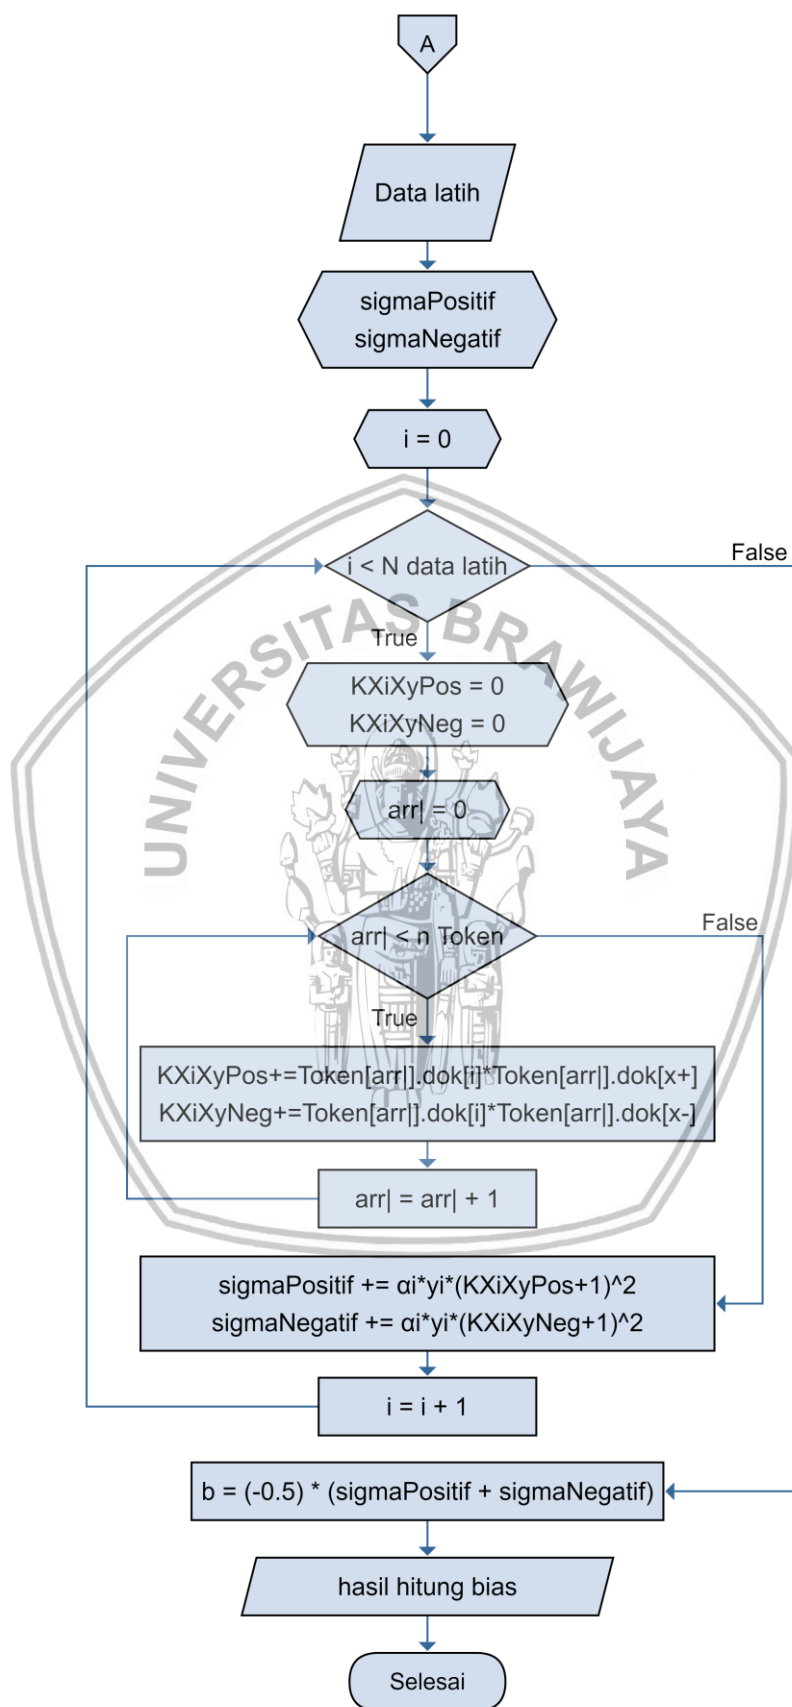 A
Data latih
sigmaPositif
sigmaNegatif
i = 0
i < N data latih
False
True
UNIVERSITAS BRAWIJAYA
KXiXyPos = 0
KXiXyNeg = 0
arr| = 0
arr| < n Token
False
True
KXiXyPos+=Token[arr|].dok[i]*Token[arr|].dok[x+]
KXiXyNeg+=Token[arr|].dok[i]*Token[arr|].dok[x-]
arr| = arr| + 1
sigmaPositif += αi*yi*(KXiXyPos+1)^2
sigmaNegatif += αi*yi*(KXiXyNeg+1)^2
i = i + 1
b = (-0.5) * (sigmaPositif + sigmaNegatif)
hasil hitung bias
Selesai